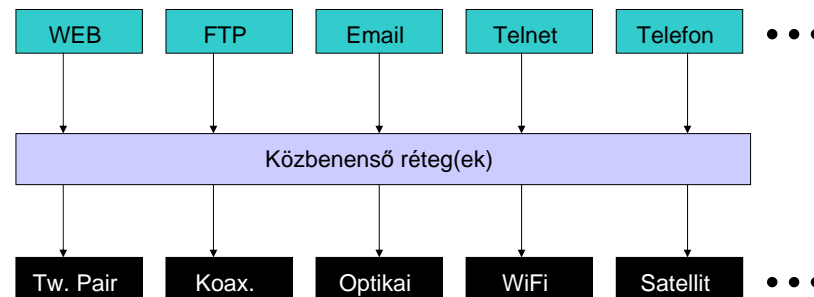 WEB
FTP
Email
Telnet
Telefon
Közbenenső réteg(ek)
Tw. Pair
Koax.
Optikai
WiFi
Satellit